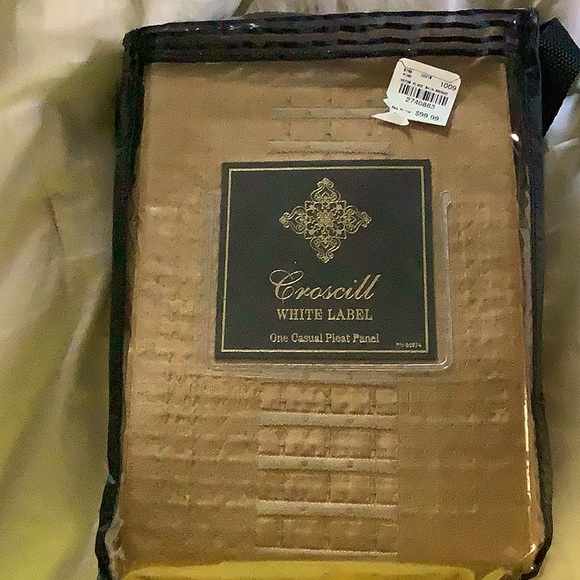 1009
2740863
$99.99
Croscill
WHITE LABEL
One Casual Pleat Panel